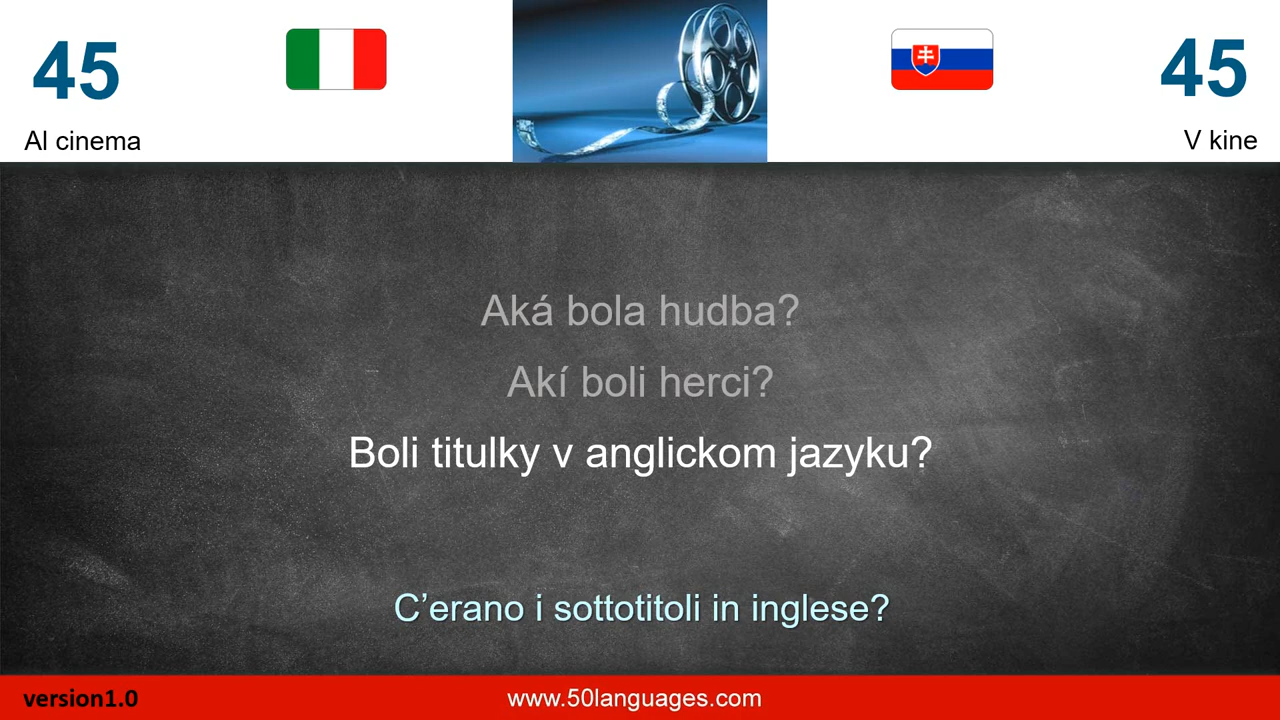 45
45
Al cinema
V kine
Aká bola hudba?
Akí boli herci?
Boli titulky v anglickom jazyku?
C’erano i sottotitoli in inglese?
version1.0
www.50languages.com